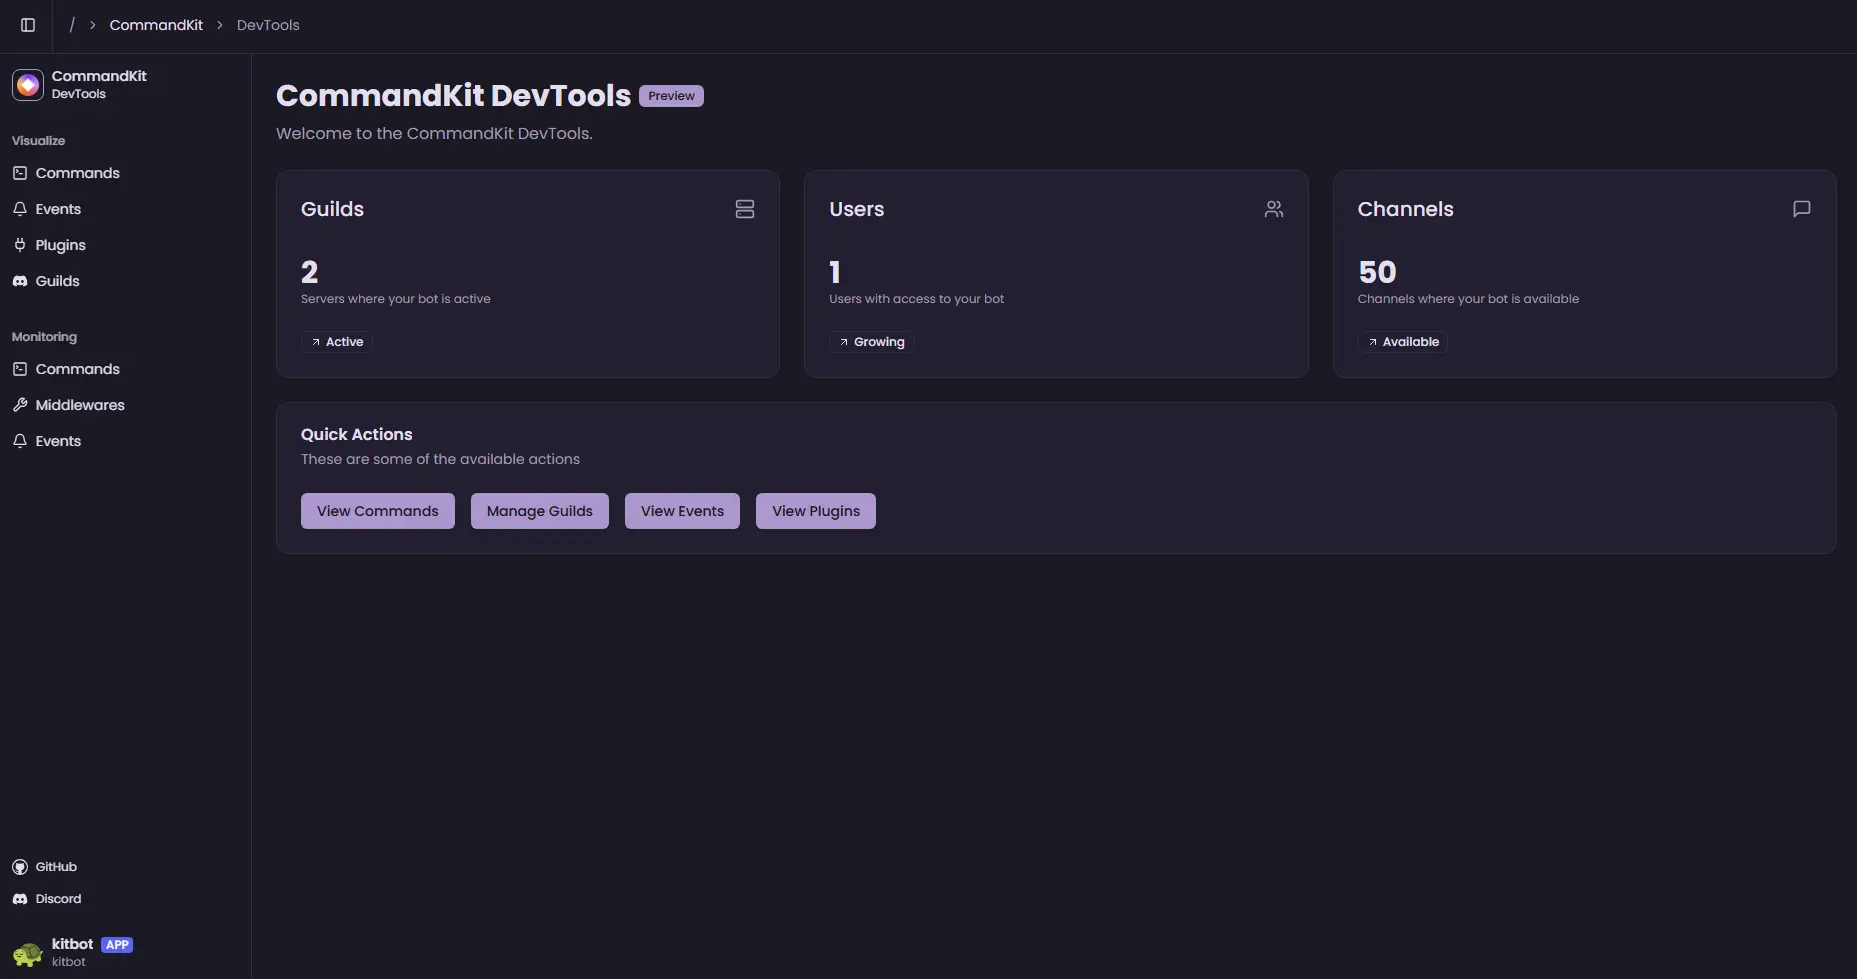 / > CommandKit > DevTools
CommandKit
DevTools
Visualize
Commands
Events
Plugins
Guilds
Monitoring
Commands
Middlewares
Events
GitHub
Discord
kitbot APP
kitbot
CommandKit DevTools Preview
Welcome to the CommandKit DevTools.
Guilds
2
Servers where your bot is active
Active
Users
1
Users with access to your bot
Growing
Channels
50
Channels where your bot is available
Available
Quick Actions
These are some of the available actions
View Commands
Manage Guilds
View Events
View Plugins